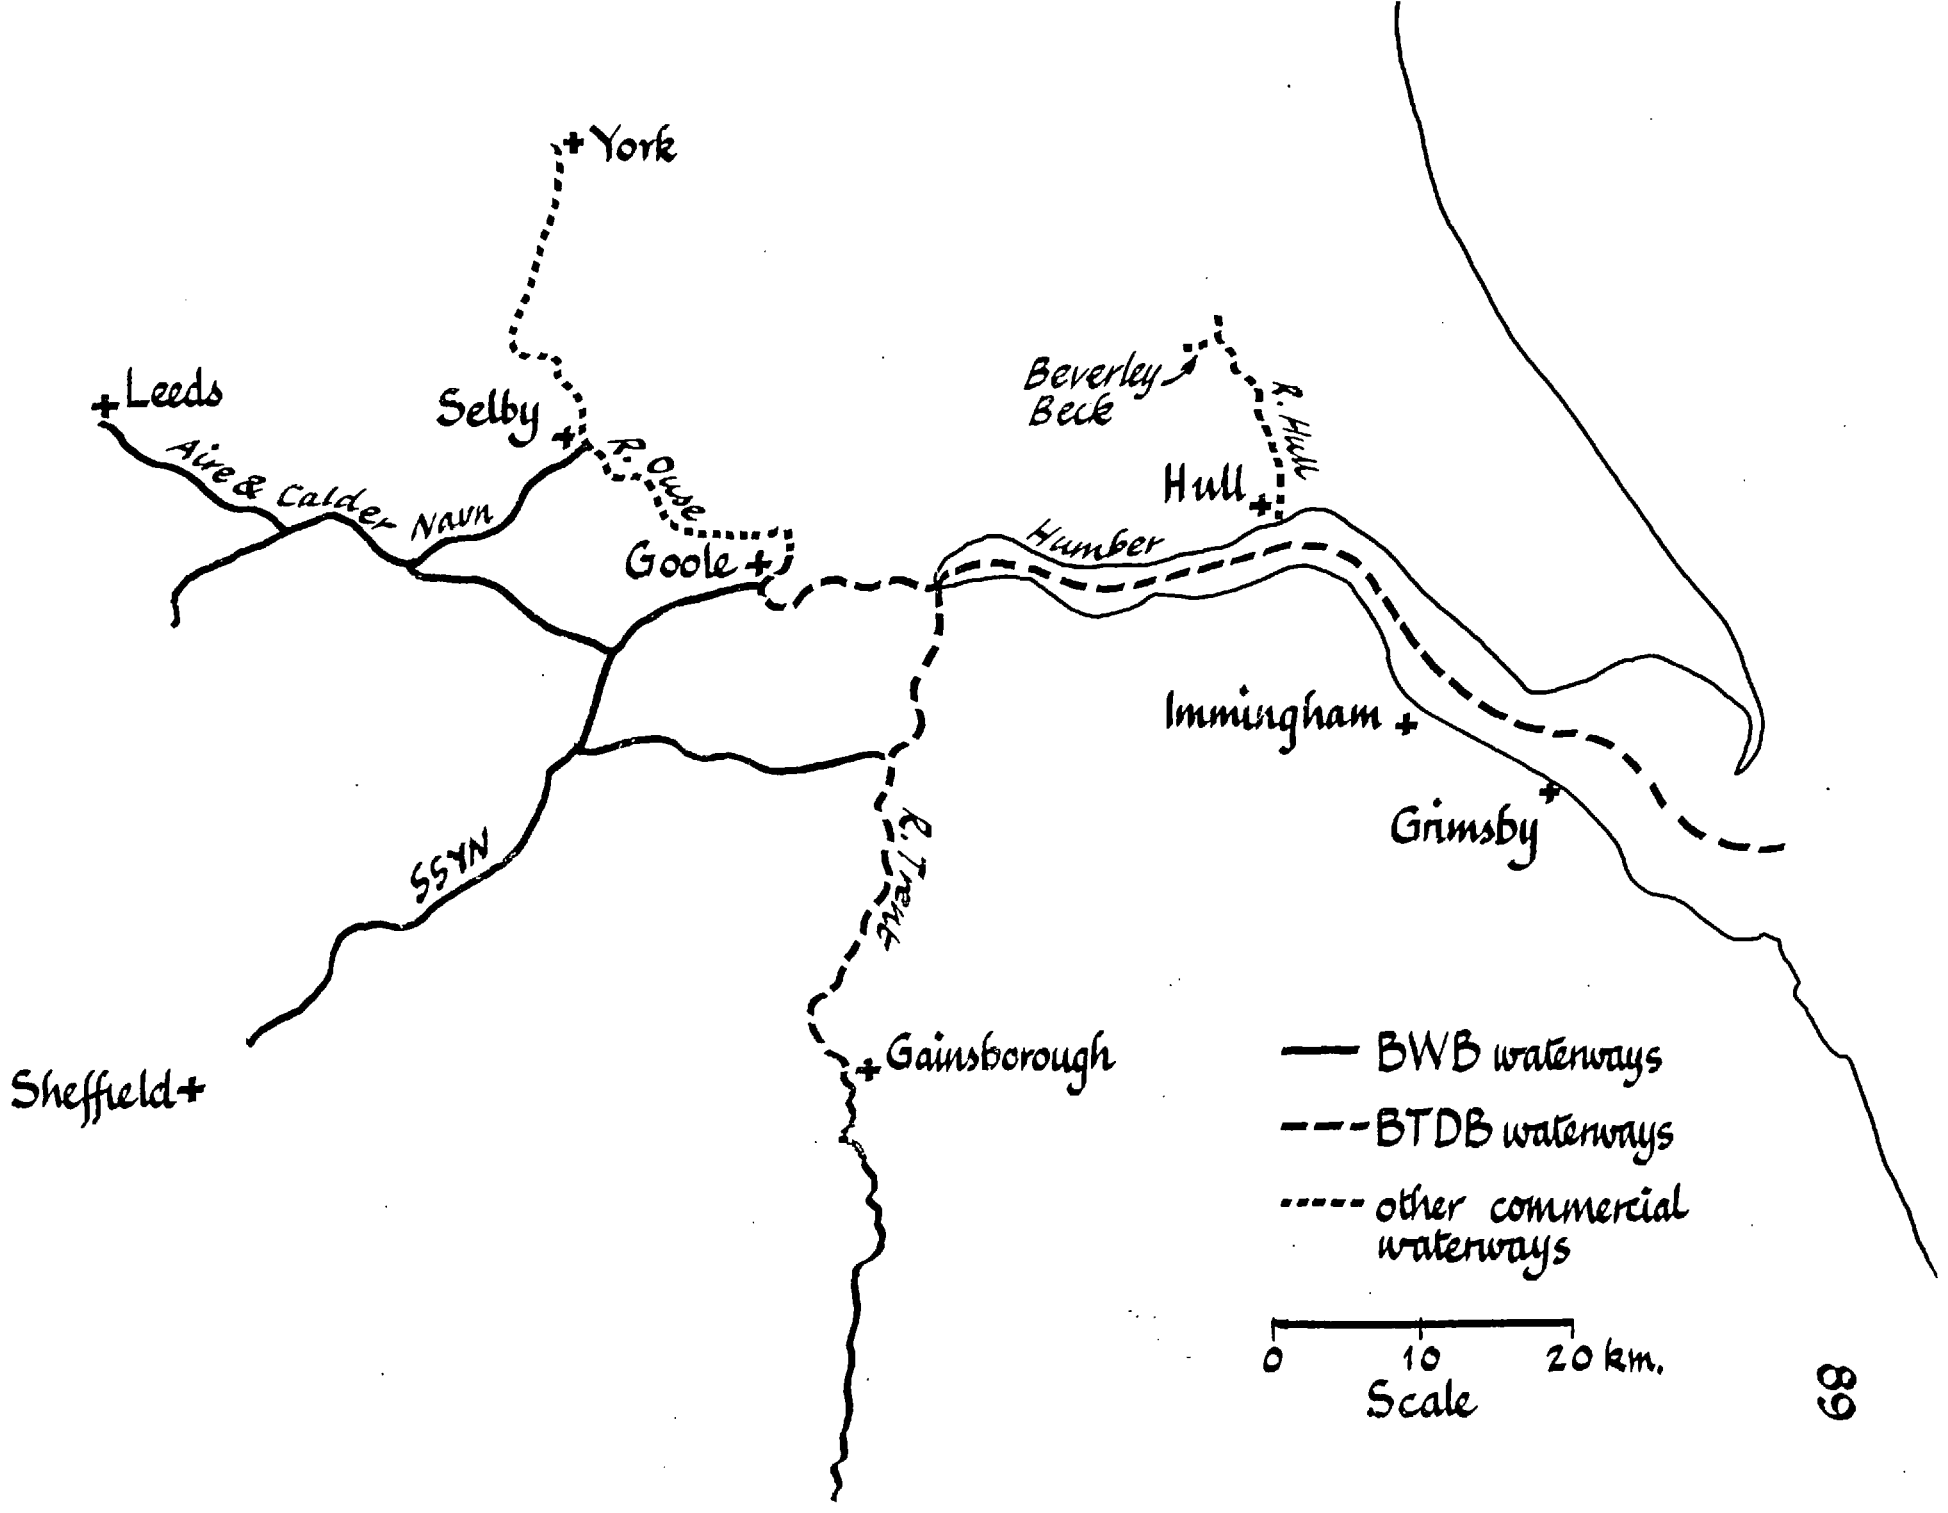 York
Leeds
Selby
Aire & Calder Navn
R. Ouse
Goole
Beverley
Beck
R. Hull
Hull
Humber
Immingham
Grimsby
SSYN
R. Trent
Sheffield
Gainsborough
BWB waterways
BTDB waterways
other commercial
waterways
0 10 20 km.
Scale
89